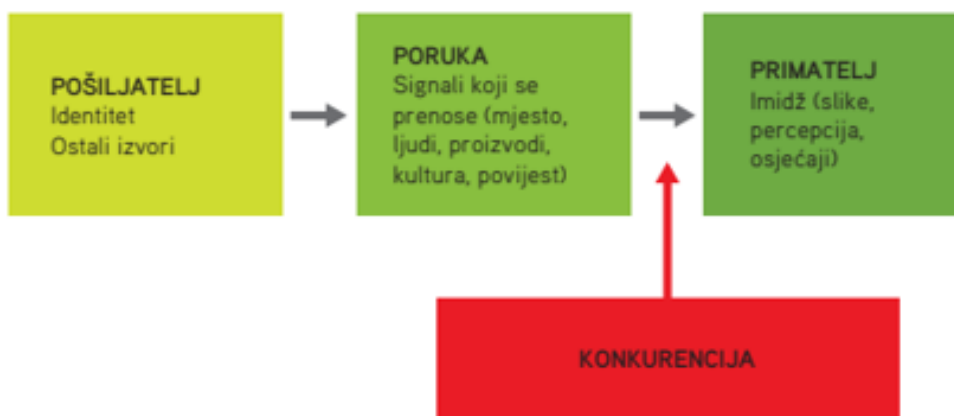 POŠILJATELJ
Identitet
Ostali izvori
PORUKA
Signali koji se
prenose (mjesto,
ljudi, proizvodi,
kultura, povijest)
PRIMATELJ
Imidž (slike,
percepcija,
osjećaji)
KONKURENCIJA